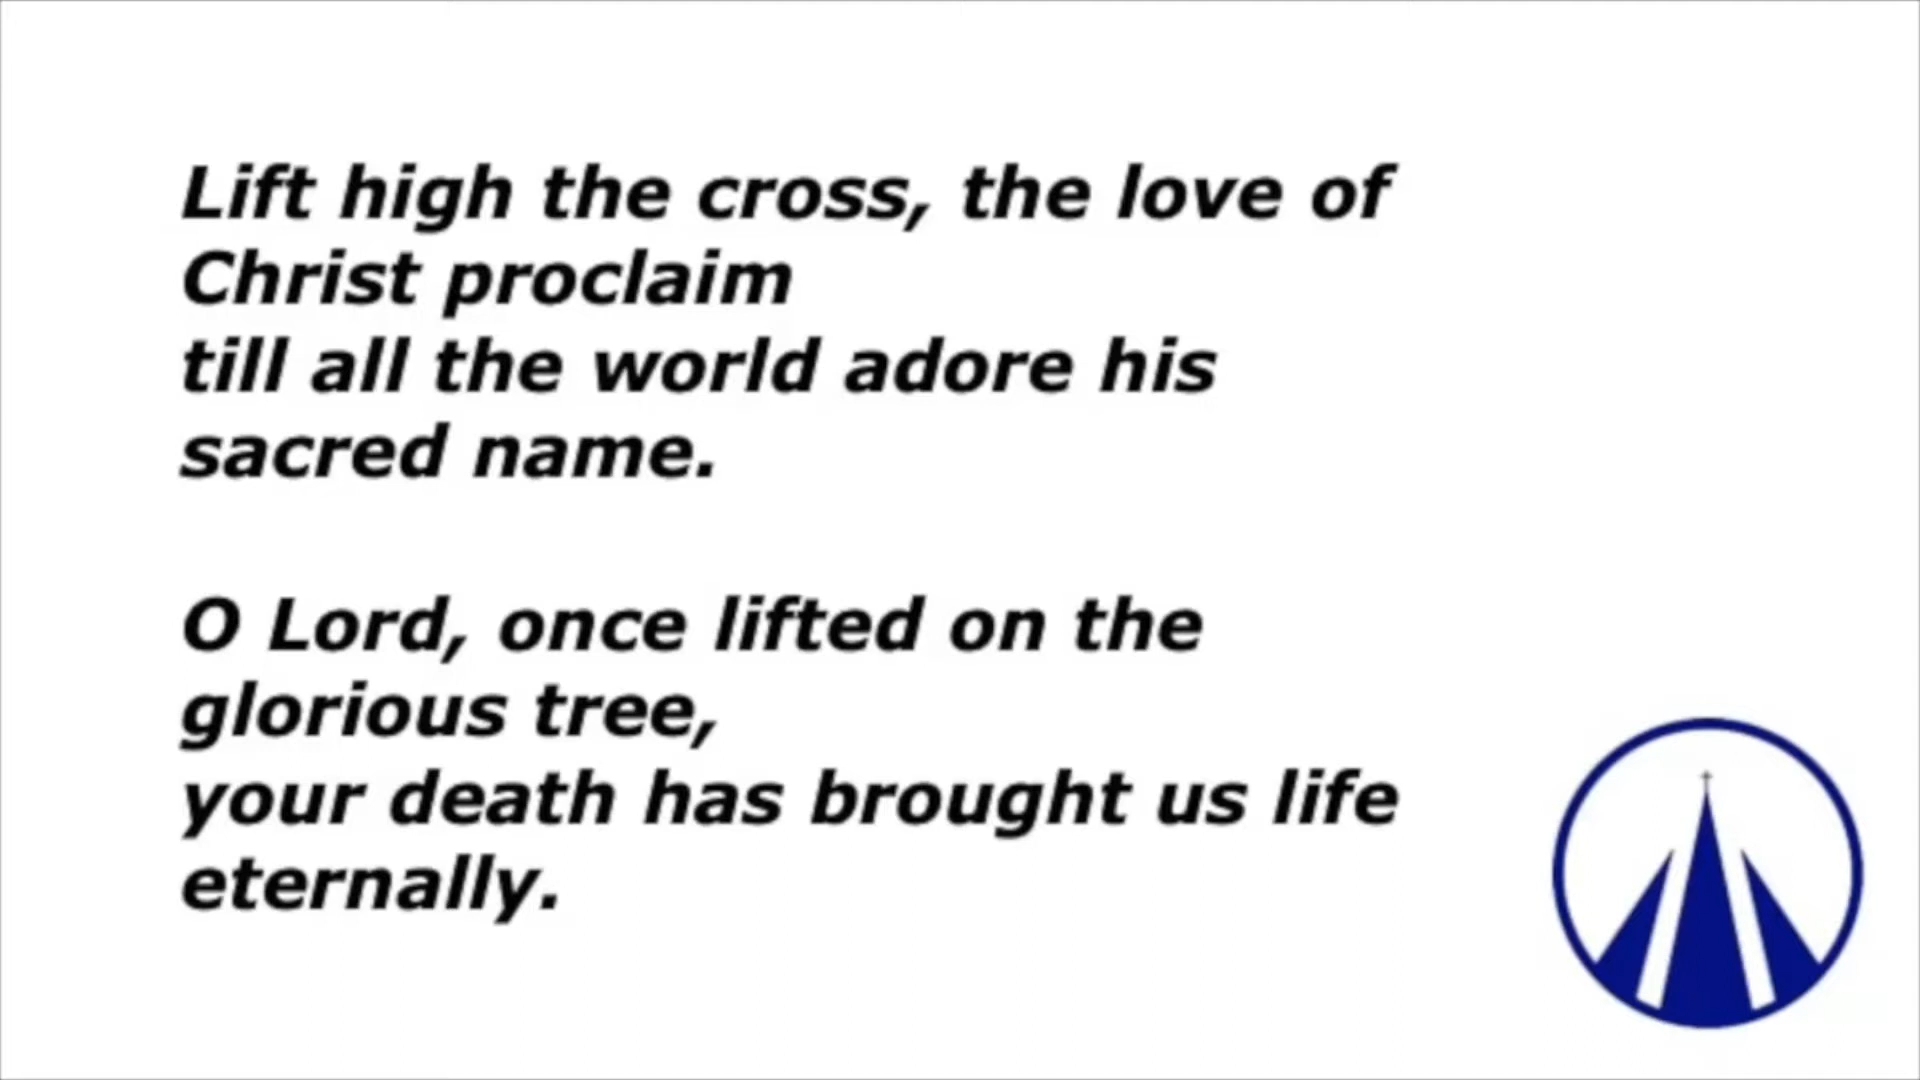 Lift high the cross, the love of
Christ proclaim
till all the world adore his
sacred name.
O Lord, once lifted on the
glorious tree,
your death has brought us life
eternally.